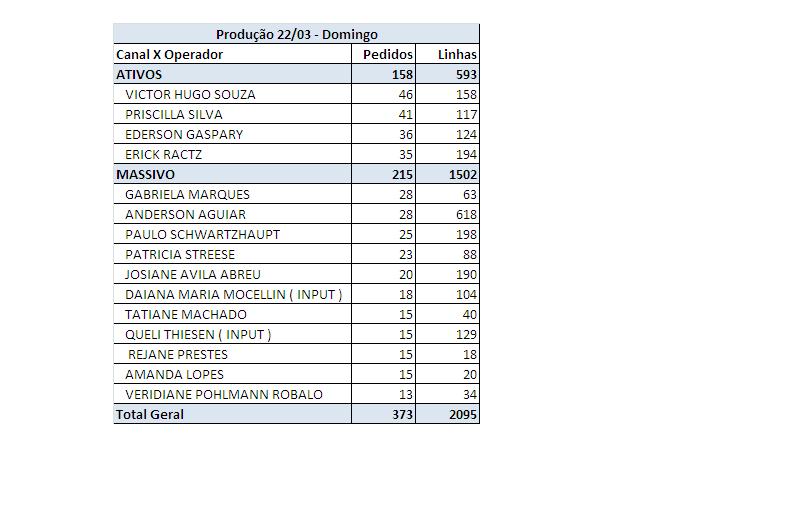 Produção 22/03 - Domingo
Canal X Operador Pedidos Linhas
ATIVOS 158 593
VICTOR HUGO SOUZA 46 158
PRISCILLA SILVA 41 117
EDERSON GASPARY 36 124
ERICK RACTZ 35 194
MASSIVO 215 1502
GABRIELA MARQUES 28 63
ANDERSON AGUIAR 28 618
PAULO SCHWARTZHAUPT 25 198
PATRICIA STREESE 23 88
JOSIANE AVILA ABREU 20 190
DAIANA MARIA MOCELLIN ( INPUT ) 18 104
TATIANE MACHADO 15 40
QUELI THIESEN ( INPUT ) 15 129
REJANE PRESTES 15 18
AMANDA LOPES 15 20
VERIDIANE POHLMANN ROBALO 13 34
Total Geral 373 2095